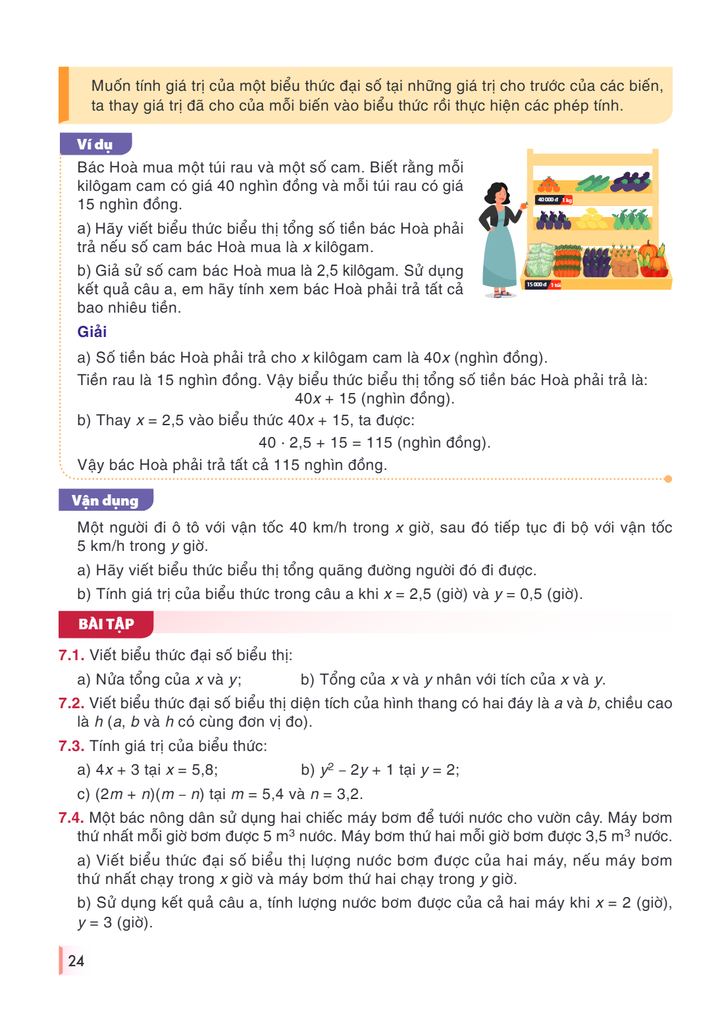 Muốn tính giá trị của một biểu thức đại số tại những giá trị cho trước của các biến,
ta thay giá trị đã cho của mỗi biến vào biểu thức rồi thực hiện các phép tính.
Ví dụ
Bác Hoà mua một túi rau và một số cam. Biết rằng mỗi
kilôgam cam có giá 40 nghìn đồng và mỗi túi rau có giá
15 nghìn đồng.
a) Hãy viết biểu thức biểu thị tổng số tiền bác Hoà phải
trả nếu số cam bác Hoà mua là x kilôgam.
b) Giả sử số cam bác Hoà mua là 2,5 kilôgam. Sử dụng
kết quả câu a, em hãy tính xem bác Hoà phải trả tất cả
bao nhiêu tiền.
40 000 đ 1 kg
15 000 đ 1 túi
Giải
a) Số tiền bác Hoà phải trả cho x kilôgam cam là 40x (nghìn đồng).
Tiền rau là 15 nghìn đồng. Vậy biểu thức biểu thị tổng số tiền bác Hoà phải trả là:
40x + 15 (nghìn đồng).
b) Thay x = 2,5 vào biểu thức 40x + 15, ta được:
40 · 2,5 + 15 = 115 (nghìn đồng).
Vậy bác Hoà phải trả tất cả 115 nghìn đồng.
Vận dụng
Một người đi ô tô với vận tốc 40 km/h trong x giờ, sau đó tiếp tục đi bộ với vận tốc
5 km/h trong y giờ.
a) Hãy viết biểu thức biểu thị tổng quãng đường người đó đi được.
b) Tính giá trị của biểu thức trong câu a khi x = 2,5 (giờ) và y = 0,5 (giờ).
BÀI TẬP
7.1. Viết biểu thức đại số biểu thị:
a) Nửa tổng của x và y; b) Tổng của x và y nhân với tích của x và y.
7.2. Viết biểu thức đại số biểu thị diện tích của hình thang có hai đáy là a và b, chiều cao
là h (a, b và h có cùng đơn vị đo).
7.3. Tính giá trị của biểu thức:
a) 4x + 3 tại x = 5,8; b) y² − 2y + 1 tại y = 2;
c) (2m + n)(m − n) tại m = 5,4 và n = 3,2.
7.4. Một bác nông dân sử dụng hai chiếc máy bơm để tưới nước cho vườn cây. Máy bơm
thứ nhất mỗi giờ bơm được 5 m³ nước. Máy bơm thứ hai mỗi giờ bơm được 3,5 m³ nước.
a) Viết biểu thức đại số biểu thị lượng nước bơm được của hai máy, nếu máy bơm
thứ nhất chạy trong x giờ và máy bơm thứ hai chạy trong y giờ.
b) Sử dụng kết quả câu a, tính lượng nước bơm được của cả hai máy khi x = 2 (giờ),
y = 3 (giờ).
24